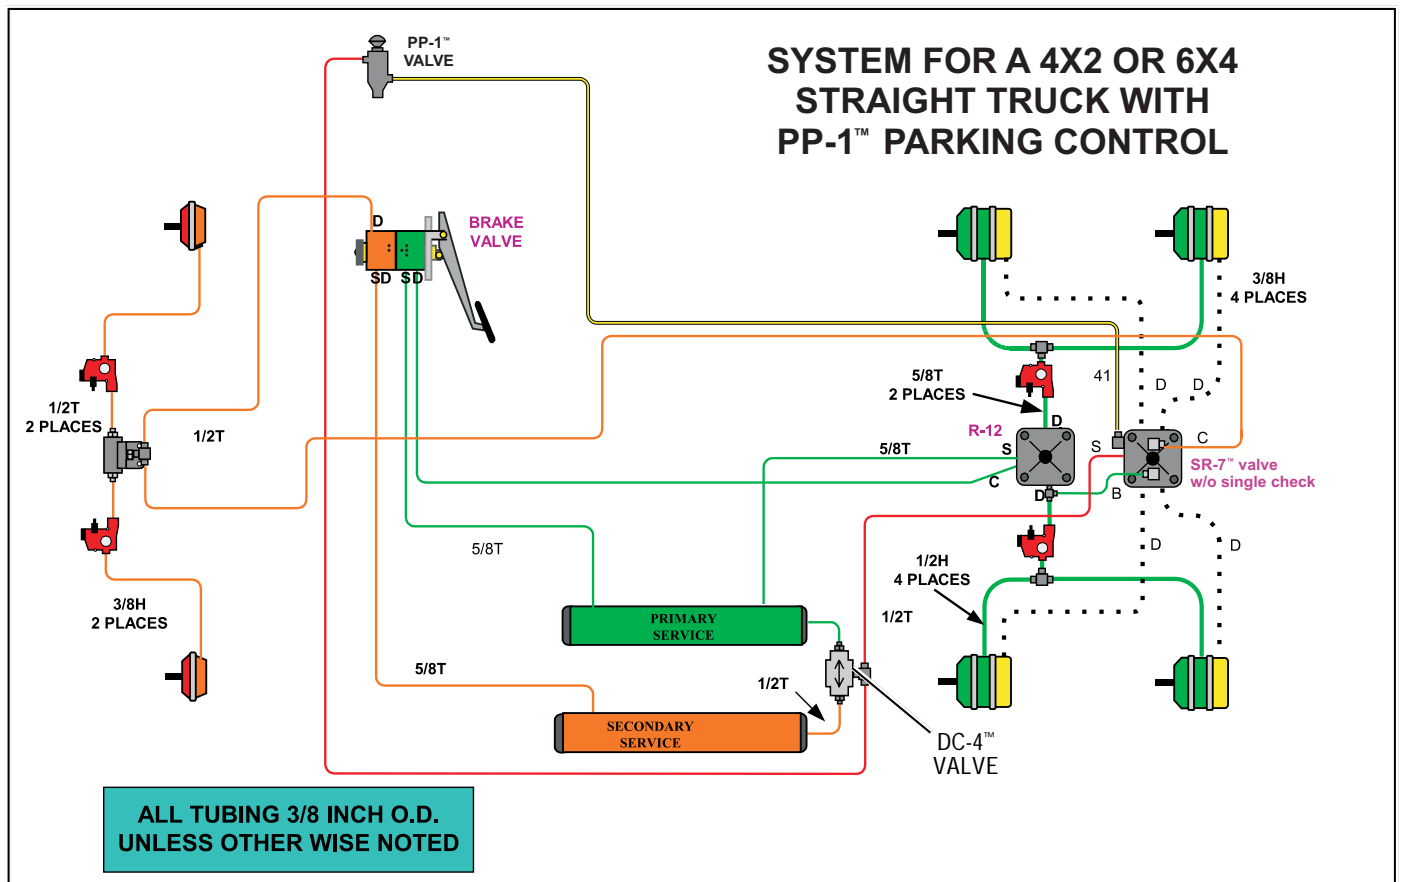 SYSTEM FOR A 4X2 OR 6X4
STRAIGHT TRUCK WITH
PP-1™ PARKING CONTROL
PP-1™
VALVE
D
BRAKE
VALVE
SD
SD
3/8H
4 PLACES
1/2T
2 PLACES
1/2T
5/8T
2 PLACES
41
D
D
D
R-12
S
C
D
5/8T
S
C
B
SR-7™ valve
w/o single check
D
D
5/8T
1/2H
4 PLACES
1/2T
3/8H
2 PLACES
PRIMARY
SERVICE
5/8T
1/2T
SECONDARY
SERVICE
DC-4™
VALVE
ALL TUBING 3/8 INCH O.D.
UNLESS OTHER WISE NOTED